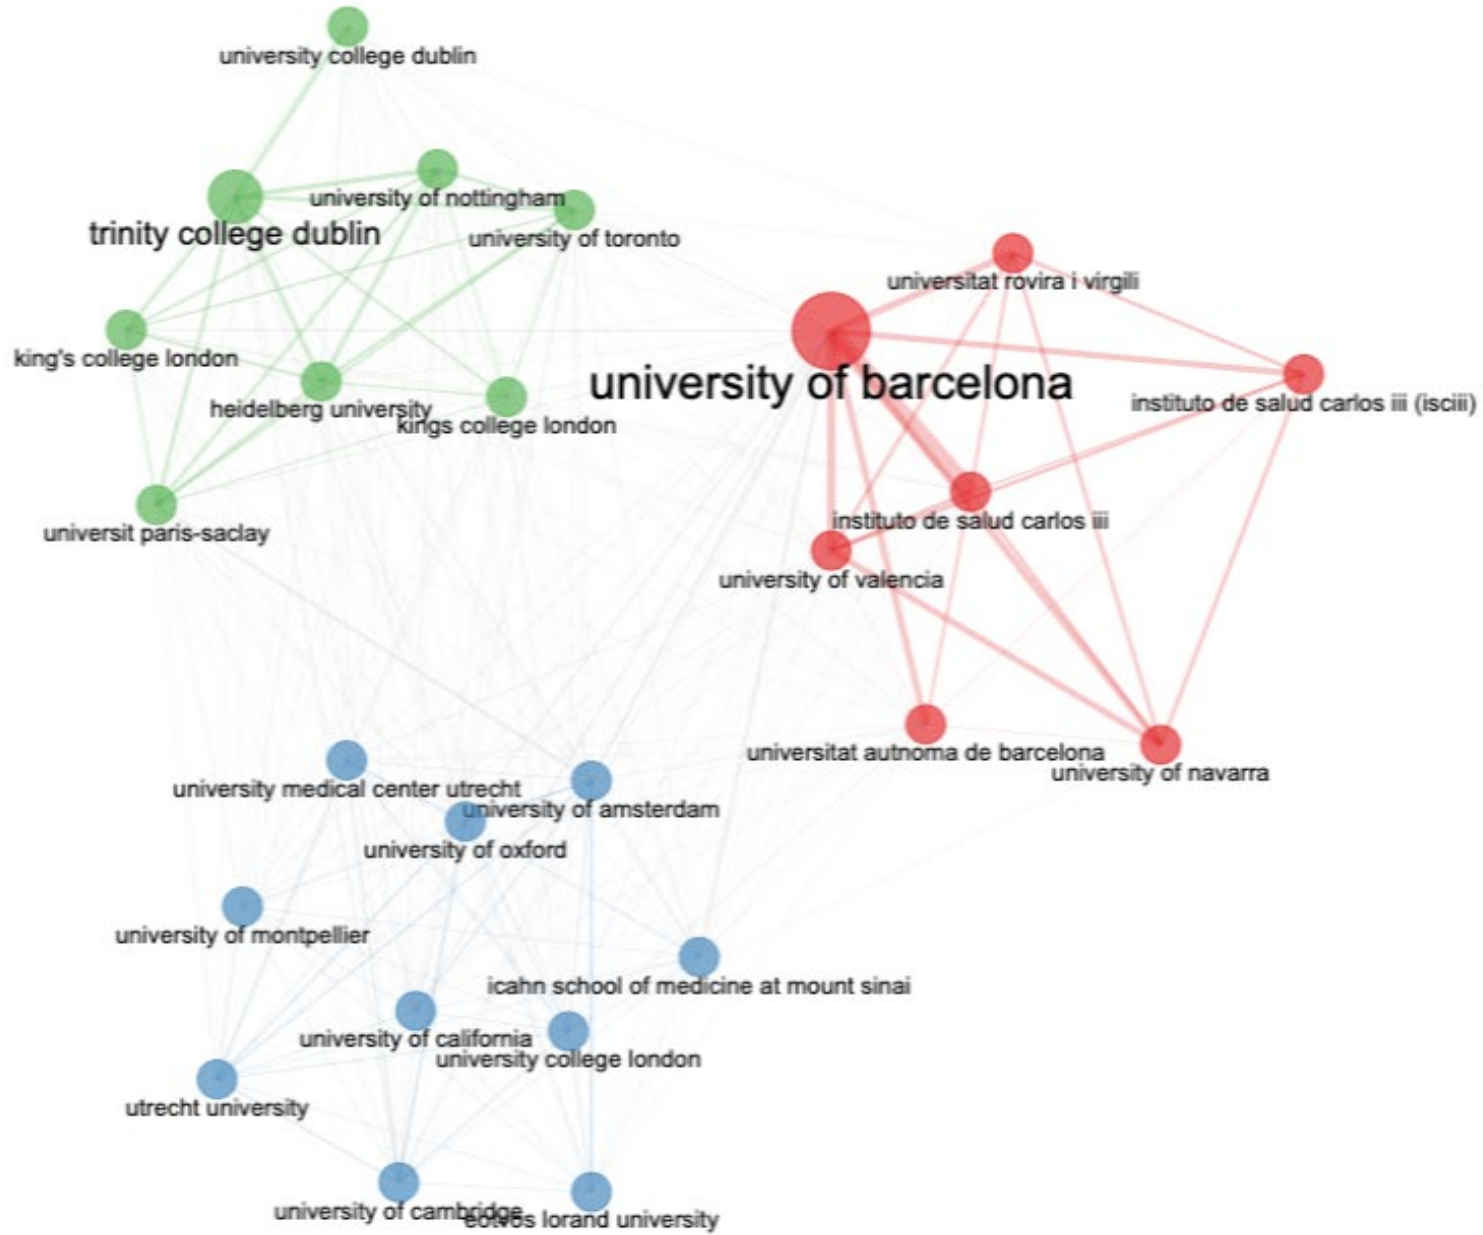 university college dublin
university of nottingham
trinity college dublin
university of toronto
universitat rovira i virgili
king's college london
university of barcelona
instituto de salud carlos iii (isciii)
heidelberg university
kings college london
instituto de salud carlos iii
universit paris-saclay
university of valencia
universitat autnoma de barcelona
university of navarra
university medical center utrecht
university of amsterdam
university of oxford
university of montpellier
icahn school of medicine at mount sinai
university of california
university college london
utrecht university
university of cambridge
eotvos lorand university